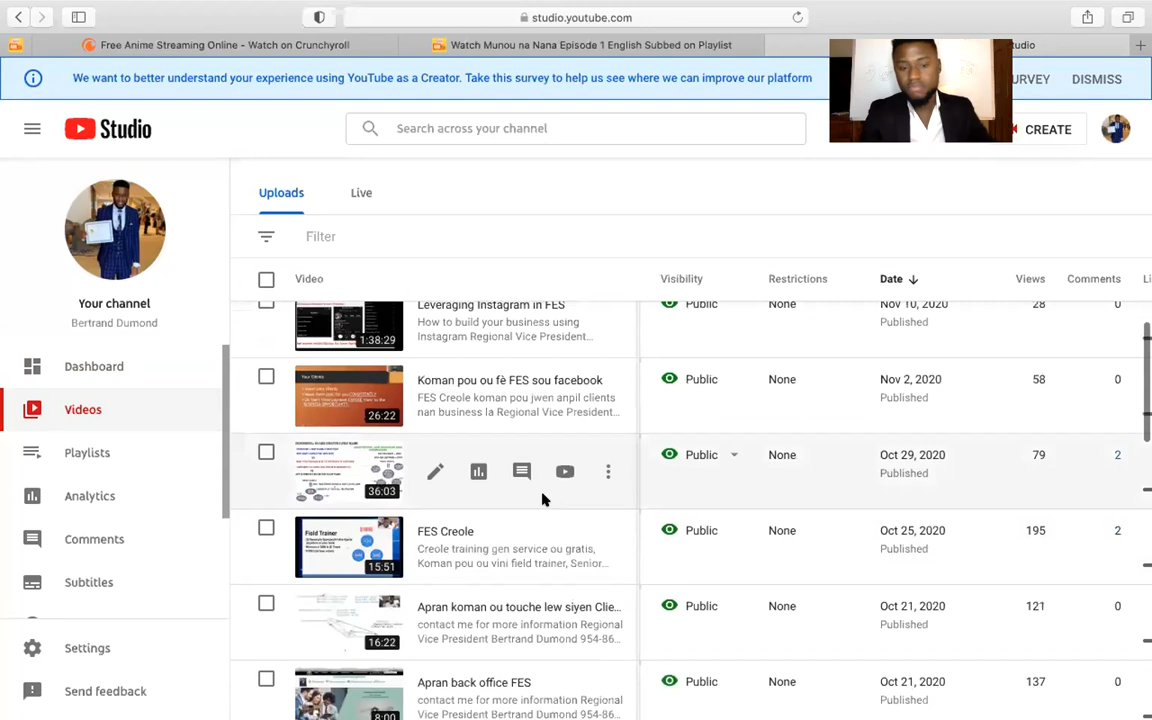 studio.youtube.com
Free Anime Streaming Online - Watch on Crunchyroll
Watch Munou na Nana Episode 1 English Subbed on Playlist
We want to better understand your experience using YouTube as a Creator. Take this survey to help us see where we can improve our platform
DISMISS
Studio
Search across your channel
CREATE
Your channel
Bertrand Dumond
Dashboard
Videos
Playlists
Analytics
Comments
Subtitles
Settings
Send feedback
Uploads
Live
Filter
Video
Visibility
Restrictions
Date
Views
Comments
Leveraging Instagram in FES
How to build your business using
Instagram Regional Vice President...
1:38:29
Public
None
Nov 10, 2020
Published
28
0
Koman pou ou fè FES sou facebook
FES Creole koman pou jwen anpil clients
nan business la Regional Vice President...
26:22
Public
None
Nov 2, 2020
Published
58
0
36:03
Public
None
Oct 29, 2020
Published
79
2
Field Trainer
15:51
FES Creole
Creole training gen service ou gratis,
Koman pou ou vini field trainer, Senior...
Public
None
Oct 25, 2020
Published
195
2
16:22
Apran koman ou touche lew siyen Clie...
contact me for more information Regional
Vice President Bertrand Dumond 954-86...
Public
None
Oct 21, 2020
Published
121
0
8:00
Apran back office FES
contact me for more information Regional
Vice President Bertrand Dumond 954-86...
Public
None
Oct 21, 2020
Published
137
0